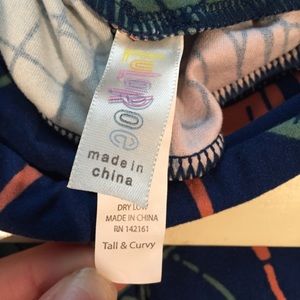 LuLaRoe
made in
china
DRY LOW
MADE IN CHINA
RN 142161
Tall & Curvy